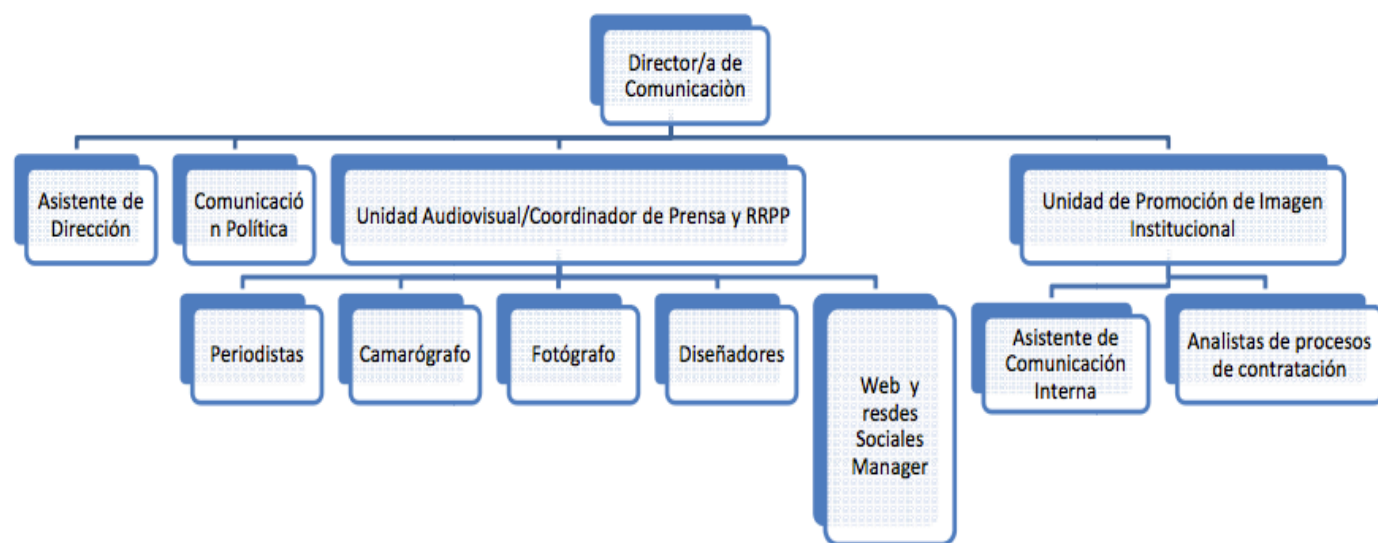 Director/a de
Comunicaciòn
Asistente de
Dirección
Comunicació
n Política
Unidad Audiovisual/Coordinador de Prensa y RRPP
Unidad de Promoción de Imagen
Institucional
Periodistas
Camarógrafo
Fotógrafo
Diseñadores
Web y
resdes
Sociales
Manager
Asistente de
Comunicación
Interna
Analistas de procesos
de contratación